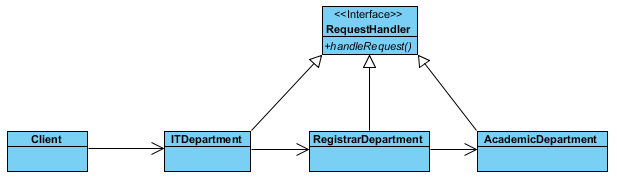 <<Interface>>
RequestHandler
+handleRequest()
Client
ITDepartment
RegistrarDepartment
AcademicDepartment